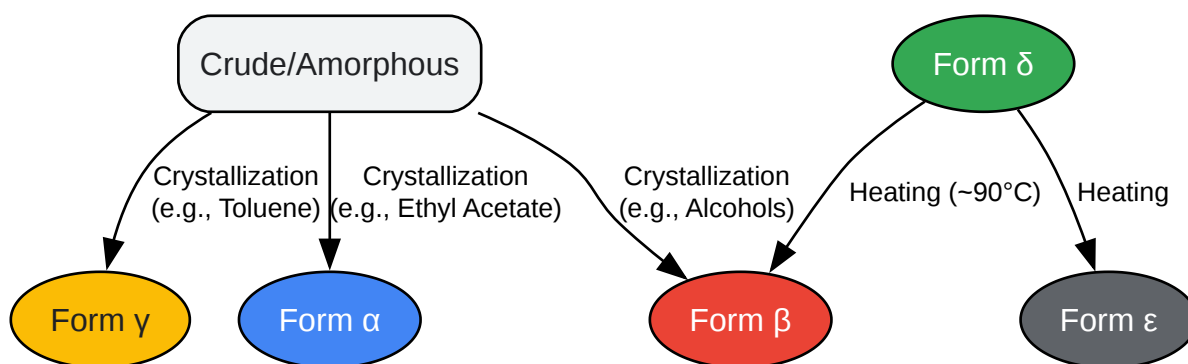 Crude/Amorphous
Form δ
Crystallization
(e.g., Toluene)
Crystallization
(e.g., Ethyl Acetate)
Crystallization
(e.g., Alcohols)
Heating (~90°C)
Heating
Form γ
Form α
Form β
Form ε